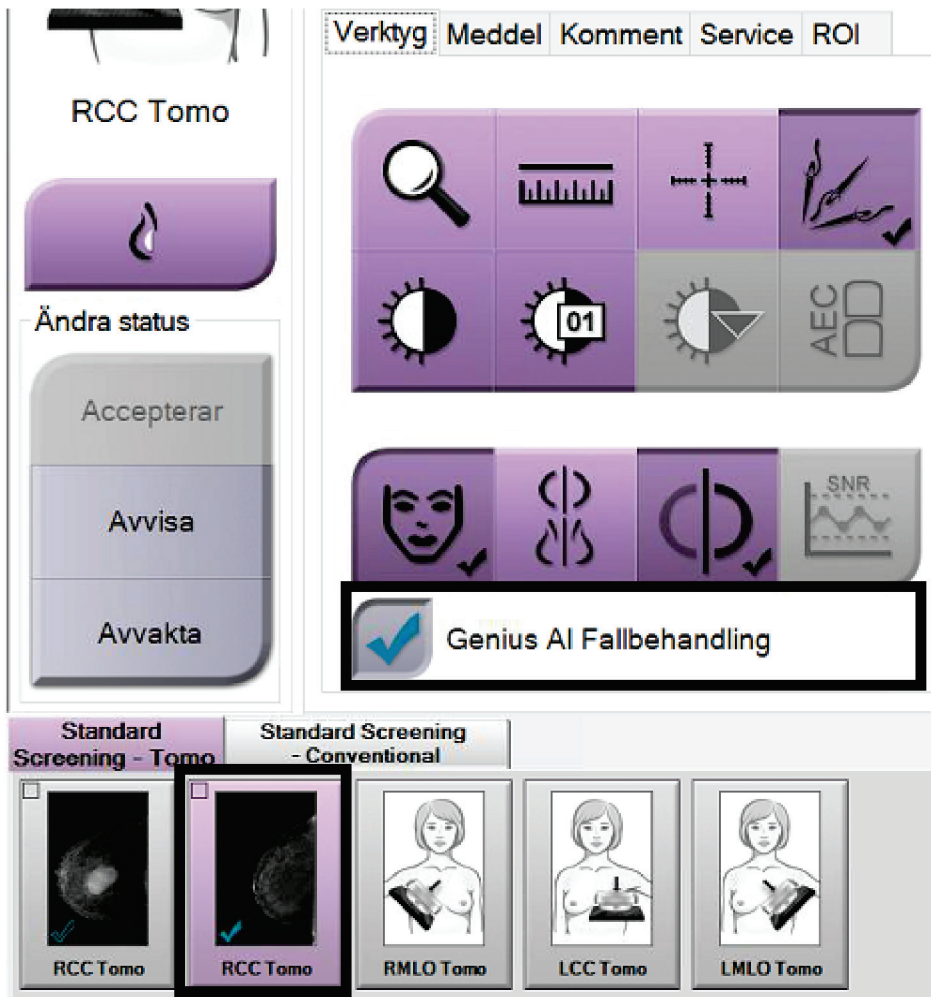 RCC Tomo
Ändra status
Accepterar
Avvisa
Avvakta
Verktyg Meddel Komment Service ROI
01
AEC
SNR
Genius AI Fallbehandling
Standard
Screening - Tomo
Standard Screening
- Conventional
RCC Tomo
RCC Tomo
RMLO Tomo
LCC Tomo
LMLO Tomo